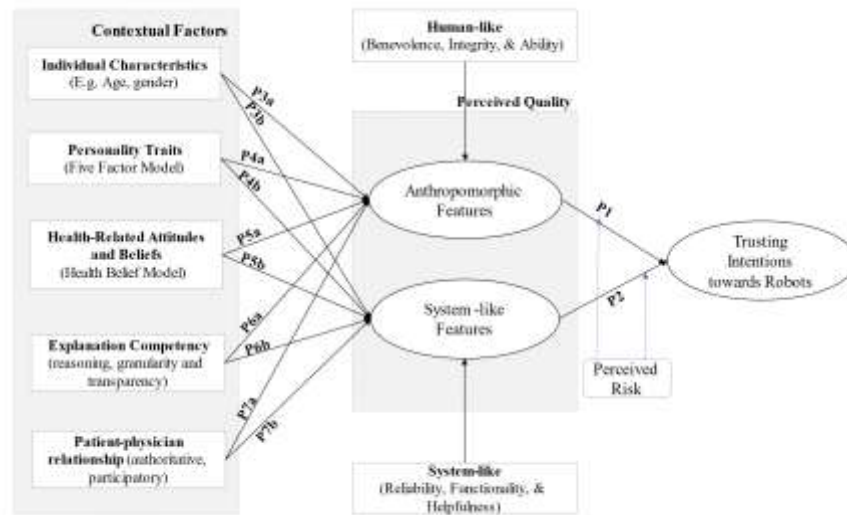 Contextual Factors
Individual Characteristics
(E.g. Age, gender)
Personality Traits
(Five Factor Model)
Health-Related Attitudes
and Beliefs
(Health Belief Model)
Explanation Competency
(reasoning, granularity and
transparency)
Patient-physician
relationship (authoritative,
participatory)
P3a
P3b
P4a
P4b
P5a
P5b
P6a
P6b
P7a
P7b
Human-like
(Benevolence, Integrity, & Ability)
Perceived Quality
Anthropomorphic
Features
System -like
Features
System-like
(Reliability, Functionality, &
Helpfulness)
P1
P2
Perceived
Risk
Trusting
Intentions
towards Robots